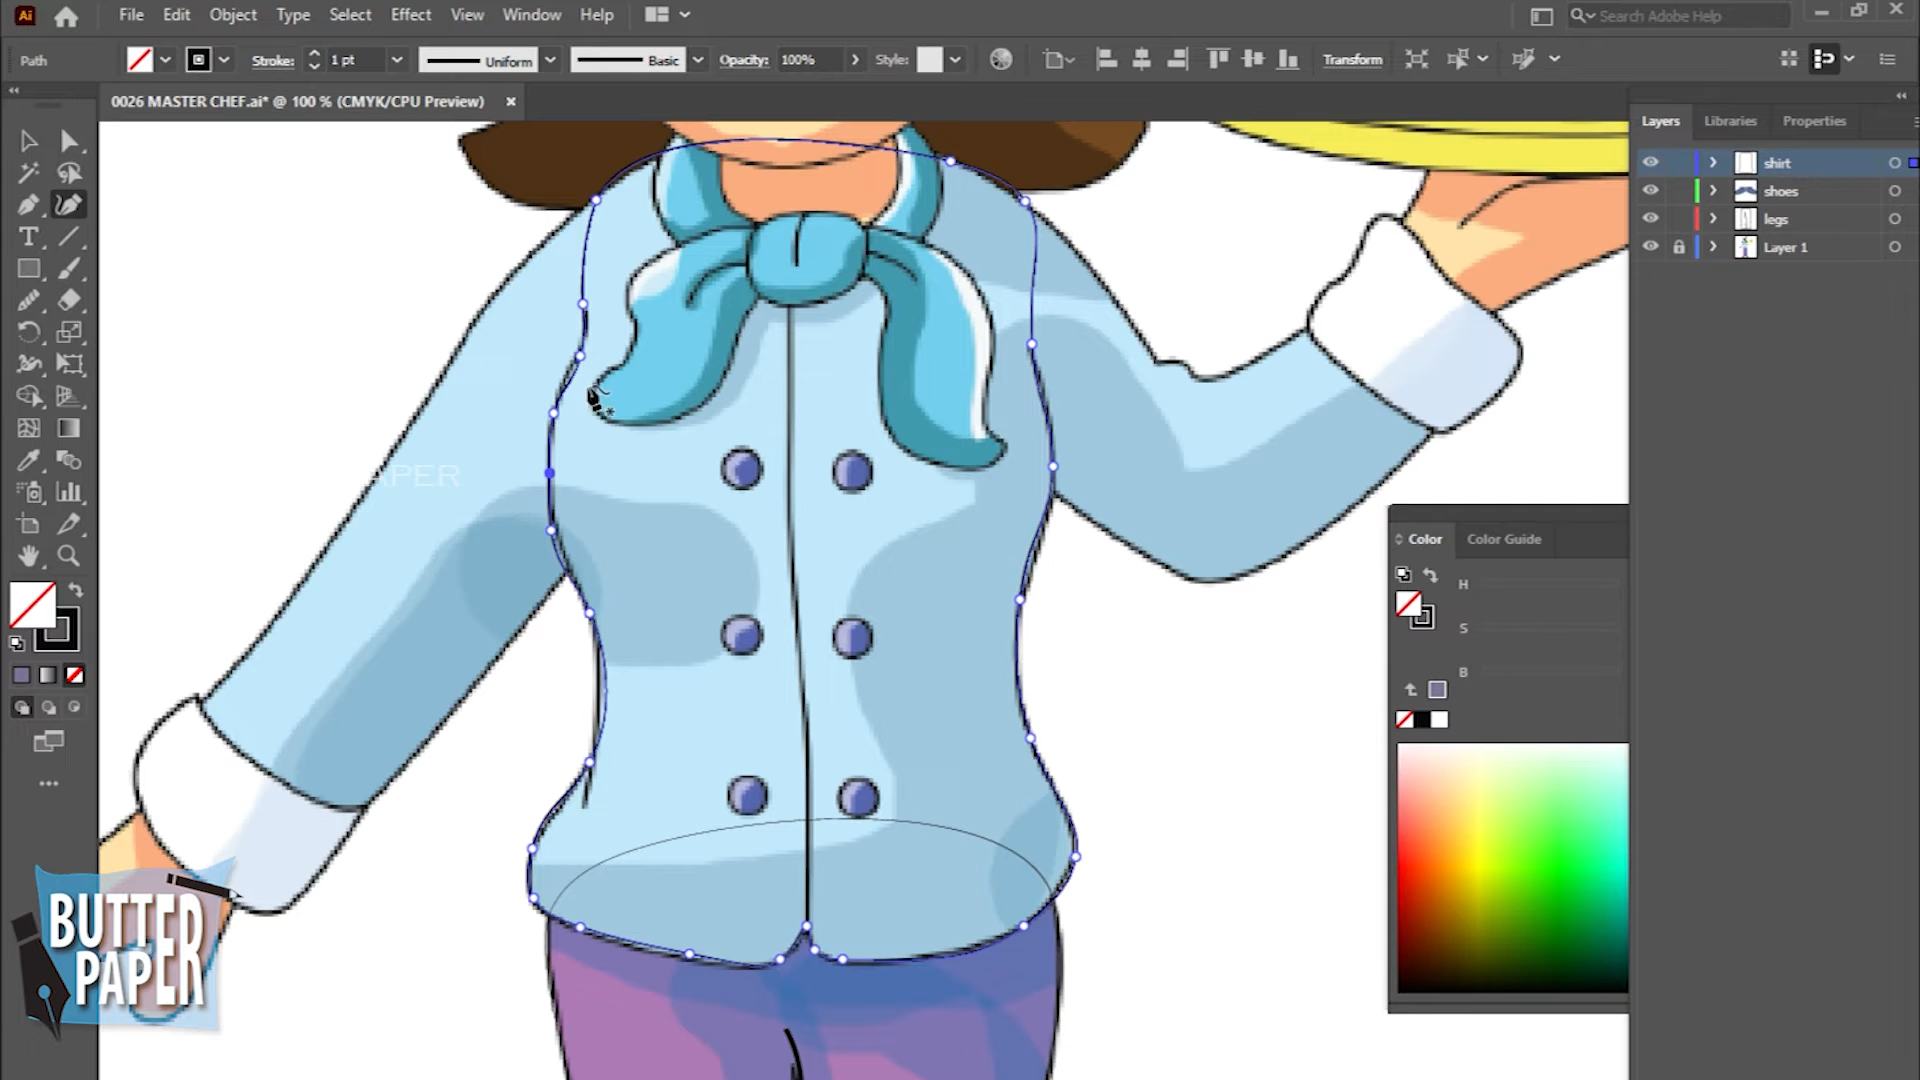 Ai File Edit Object Type Select Effect View Window Help Search Adobe Help
Path Stroke: 1 pt Uniform Basic Opacity: 100% Style: Transform
0026 MASTER CHEF.ai* @ 100 % (CMYK/CPU Preview)
Layers Libraries Properties
shirt
shoes
legs
Layer 1
APER
Color Color Guide
H
S
B
BUTTER
PAPER